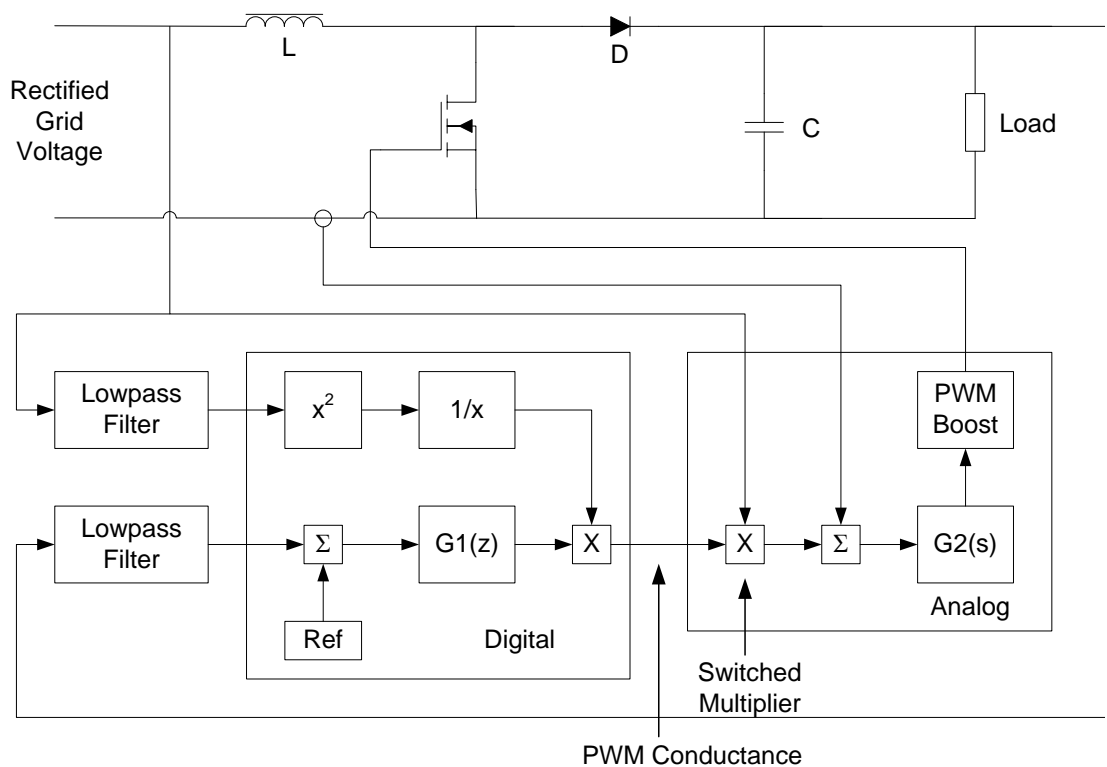 L
D
Rectified
Grid
Voltage
C
Load
Lowpass
Filter
x²
1/x
PWM
Boost
Lowpass
Filter
Σ
G1(z)
X
X
Σ
G2(s)
Ref
Digital
Analog
Switched
Multiplier
PWM Conductance